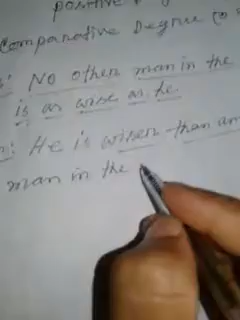 positive
Comparative Degree
No other man in the
is as wise as he.
He is wiser than an
man in the